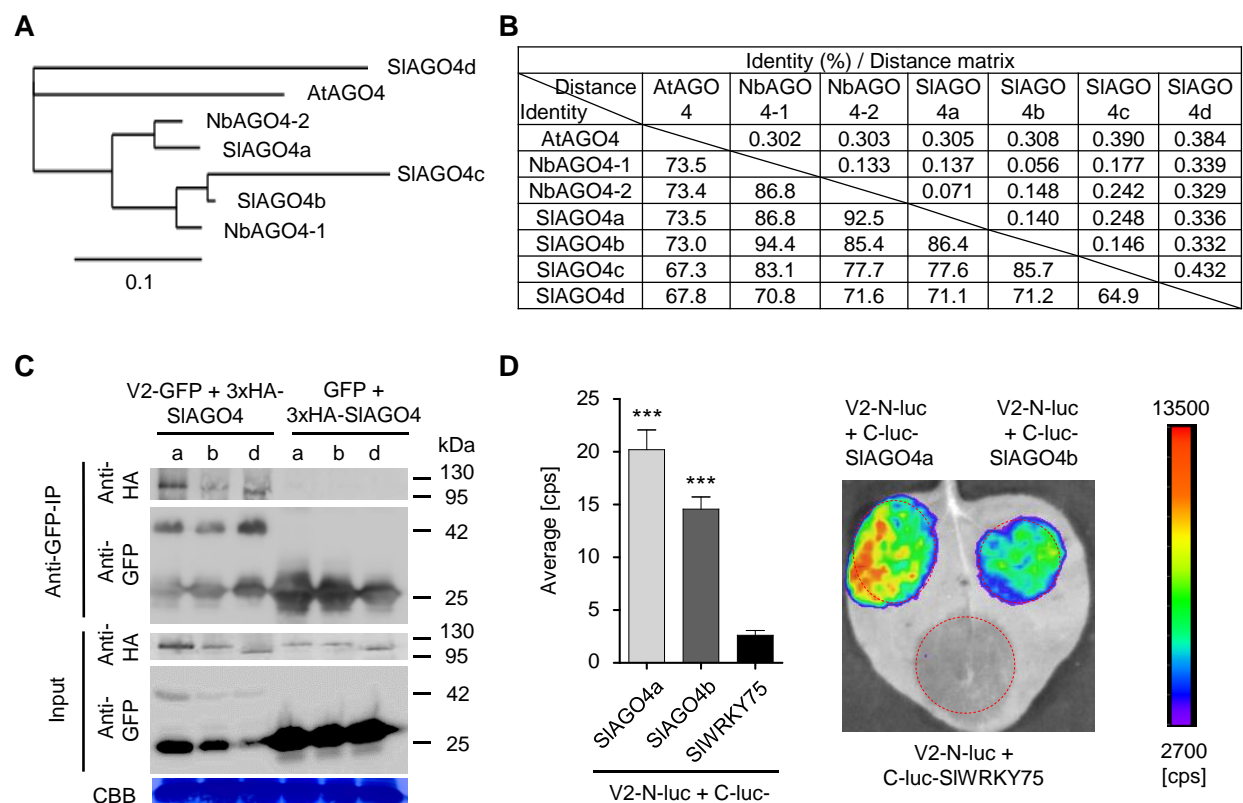 A
SlAGO4d
AtAGO4
NbAGO4-2
SlAGO4a
SlAGO4c
SlAGO4b
NbAGO4-1
0.1
B
Identity (%) / Distance matrix
Distance Identity AtAGO 4 NbAGO 4-1 NbAGO 4-2 SlAGO 4a SlAGO 4b SlAGO 4c SlAGO 4d
AtAGO4 0.302 0.303 0.305 0.308 0.390 0.384
NbAGO4-1 73.5 0.133 0.137 0.056 0.177 0.339
NbAGO4-2 73.4 86.8 0.071 0.148 0.242 0.329
SlAGO4a 73.5 86.8 92.5 0.140 0.248 0.336
SlAGO4b 73.0 94.4 85.4 86.4 0.146 0.332
SlAGO4c 67.3 83.1 77.7 77.6 85.7 0.432
SlAGO4d 67.8 70.8 71.6 71.1 71.2 64.9
C
V2-GFP + 3xHA-
SlAGO4
GFP +
3xHA-SlAGO4
a b d a b d kDa
Anti-GFP-IP
Anti-
HA
130
95
Anti-
GFP
42
25
Input
Anti-
HA
130
95
Anti-
GFP
42
25
CBB
D
Average [cps]
25
20
15
10
5
0
***
***
SlAGO4a
SlAGO4b
SlWRKY75
V2-N-luc + C-luc-
V2-N-luc
+ C-luc-
SlAGO4a
V2-N-luc
+ C-luc-
SlAGO4b
V2-N-luc +
C-luc-SlWRKY75
13500
2700
[cps]